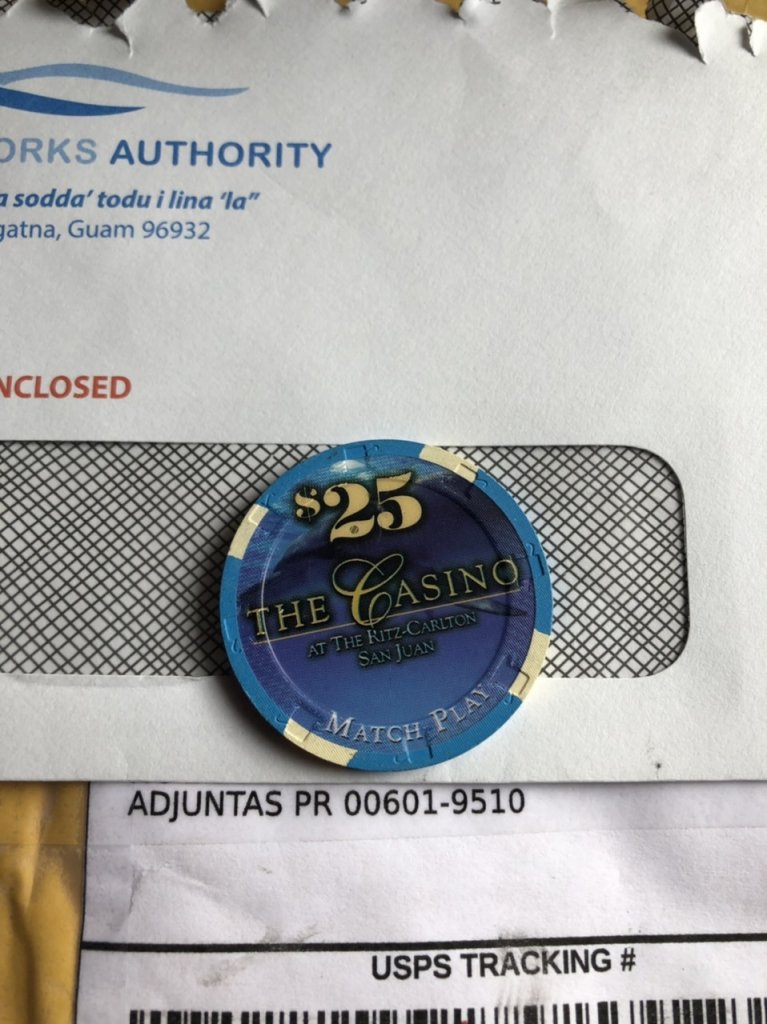 ORKS AUTHORITY
a sodda' todu i lina 'la"
gatna, Guam 96932
NCLOSED
$25
THE CASINO
AT THE RITZ-CARLTON
SAN JUAN
MATCH PLAY
ADJUNTAS PR 00601-9510
USPS TRACKING #